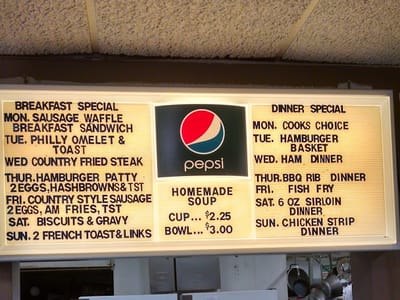 BREAKFAST SPECIAL
MON. SAUSAGE WAFFLE
BREAKFAST SANDWICH
TUE. PHILLY OMELET &
TOAST
WED COUNTRY FRIED STEAK
THUR. HAMBURGER PATTY
2 EGGS, HASHBROWNS & TST
FRI. COUNTRY STYLE SAUSAGE
2 EGGS, AM FRIES, TST
SAT. BISCUITS & GRAVY
SUN. 2 FRENCH TOAST & LINKS
pepsi
HOMEMADE
SOUP
CUP... $2.25
BOWL... $3.00
DINNER SPECIAL
MON. COOKS CHOICE
TUE. HAMBURGER
BASKET
WED. HAM DINNER
THUR. BBQ RIB DINNER
FRI. FISH FRY
SAT. 6 OZ SIRLOIN
DINNER
SUN. CHICKEN STRIP
DINNER